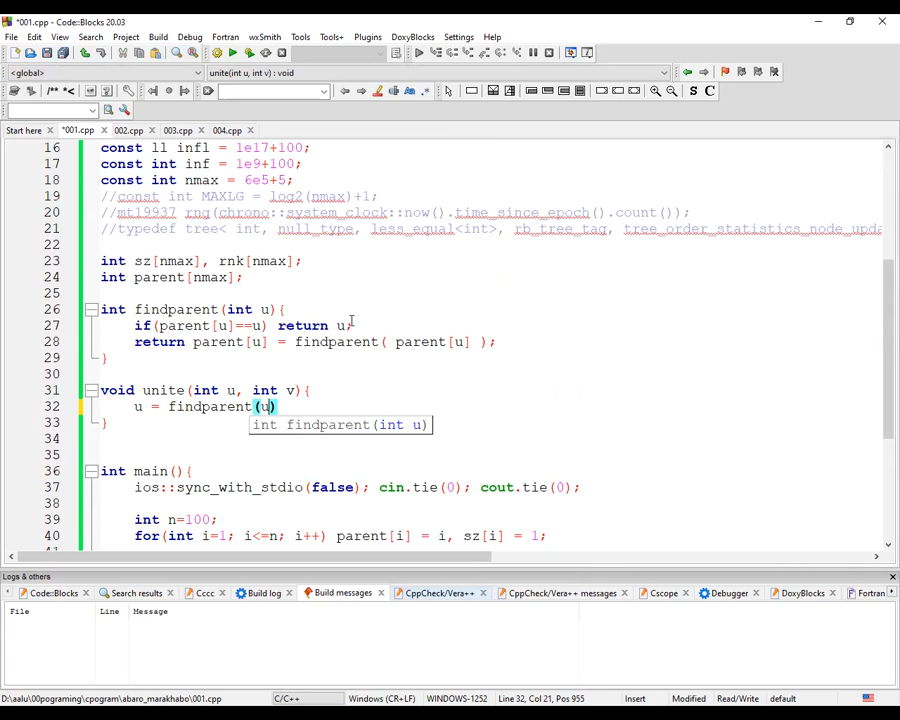 *001.cpp - Code::Blocks 20.03
File Edit View Search Project Build Debug Fortran wxSmith Tools Tools+ Plugins DoxyBlocks Settings Help
<global> unite(int u, int v) : void
/** *<
S C
Start here *001.cpp 002.cpp 003.cpp 004.cpp
16 const ll infl = 1e17+100;
17 const int inf = 1e9+100;
18 const int nmax = 6e5+5;
19 //const int MAXLG = log2(nmax)+1;
20 //mt19937 rng(chrono::system_clock::now().time_since_epoch().count());
21 //typedef tree< int, null_type, less_equal<int>, rb_tree_tag, tree_order_statistics_node_upda
22
23 int sz[nmax], rnk[nmax];
24 int parent[nmax];
25
26 int findparent(int u){
27 if(parent[u]==u) return u;
28 return parent[u] = findparent( parent[u] );
29 }
30
31 void unite(int u, int v){
32 u = findparent(u)
int findparent(int u)
33 }
34
35
36 int main(){
37 ios::sync_with_stdio(false); cin.tie(0); cout.tie(0);
38
39 int n=100;
40 for(int i=1; i<=n; i++) parent[i] = i, sz[i] = 1;
Logs & others
Code::Blocks Search results Cccc Build log Build messages CppCheck/Vera++ CppCheck/Vera++ messages Cscope Debugger DoxyBlocks Fortran
File Line Message
D:\aalu\00pograming\cpogram\abaro_marakhabo\001.cpp C/C++ Windows (CR+LF) WINDOWS-1252 Line 32, Col 21, Pos 955 Insert Modified Read/Write default